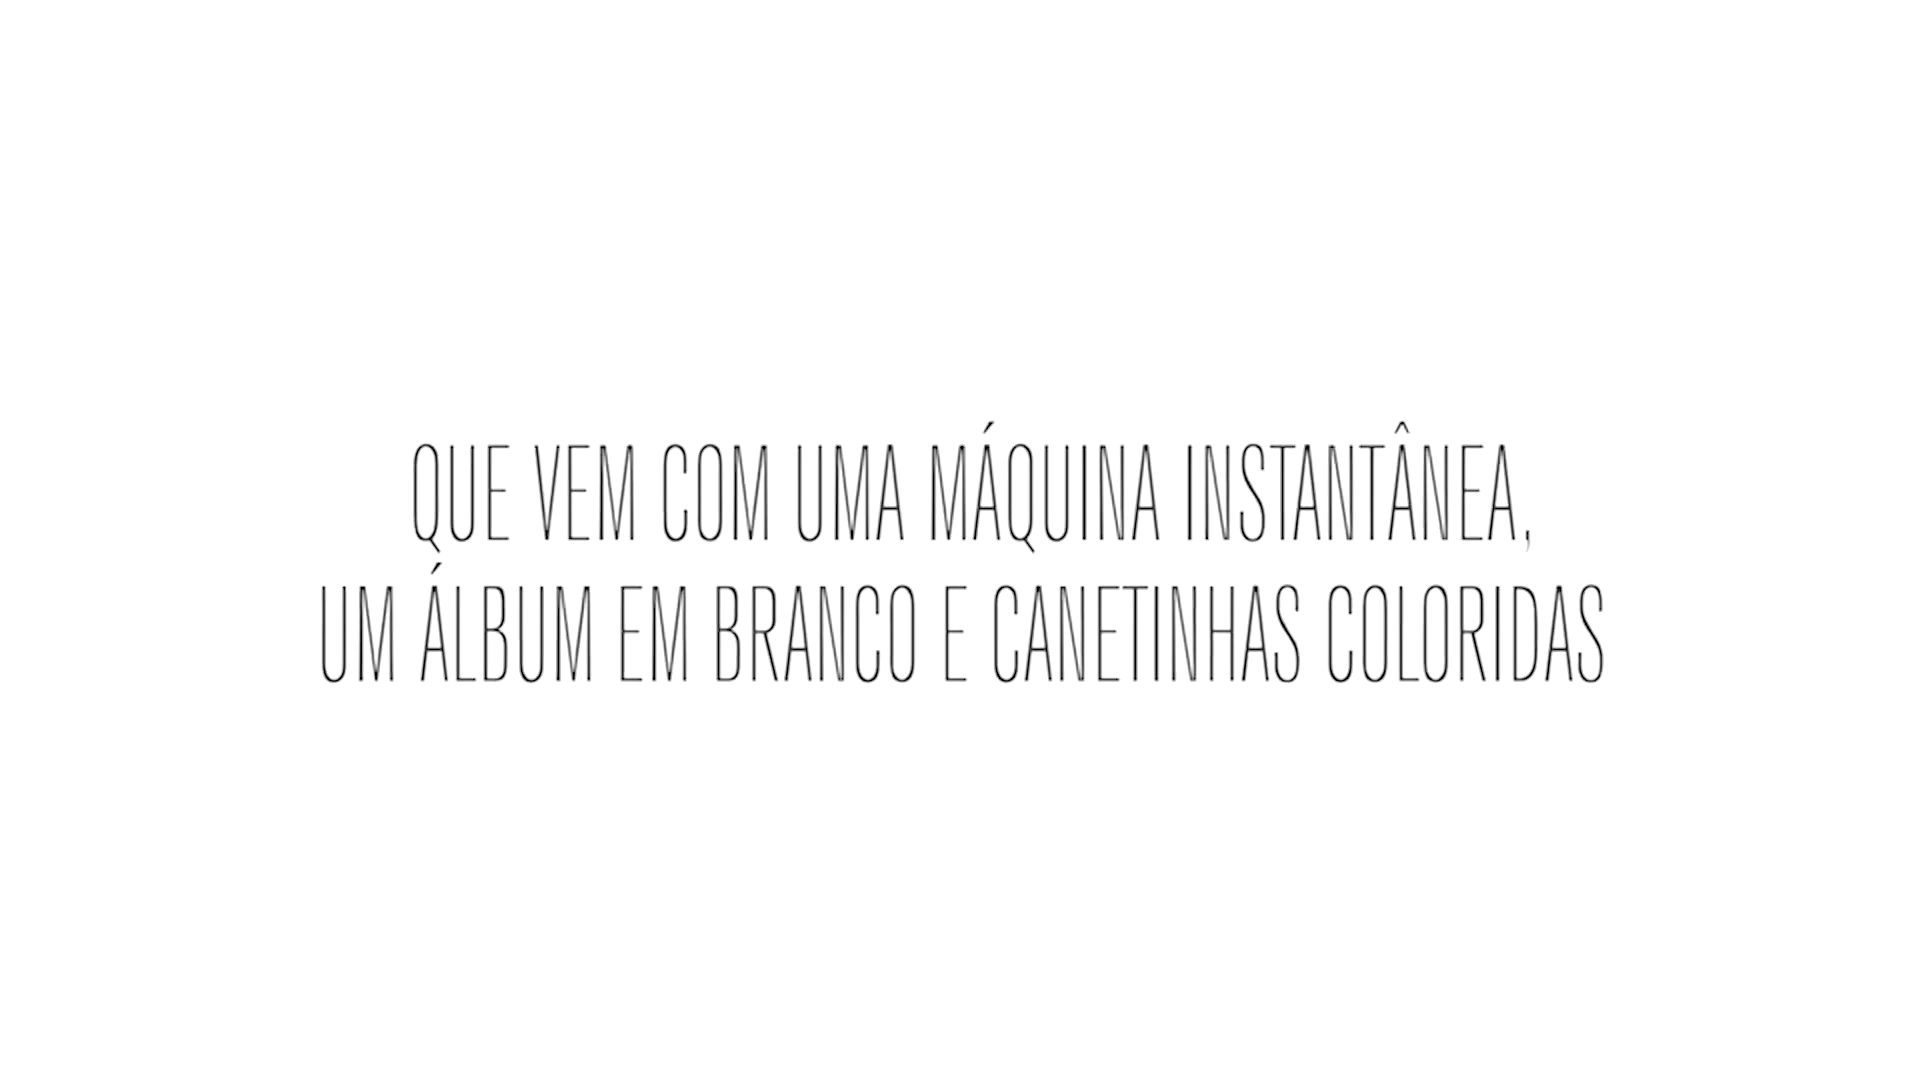 QUE VEM COM UMA MÁQUINA INSTANTÂNEA,
UM ÁLBUM EM BRANCO E CANETINHAS COLORIDAS